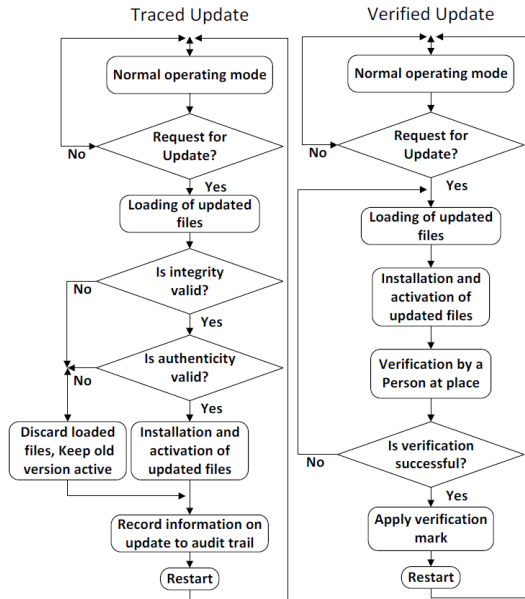 Traced Update
Normal operating mode
Request for
Update?
No
Yes
Loading of updated
files
Is integrity
valid?
No
Yes
Is authenticity
valid?
No
Yes
Discard loaded
files, Keep old
version active
Installation and
activation of
updated files
Record information on
update to audit trail
Restart
Verified Update
Normal operating mode
Request for
Update?
No
Yes
Loading of updated
files
Installation and
activation of
updated files
Verification by a
Person at place
Is verification
successful?
No
Yes
Apply verification
mark
Restart